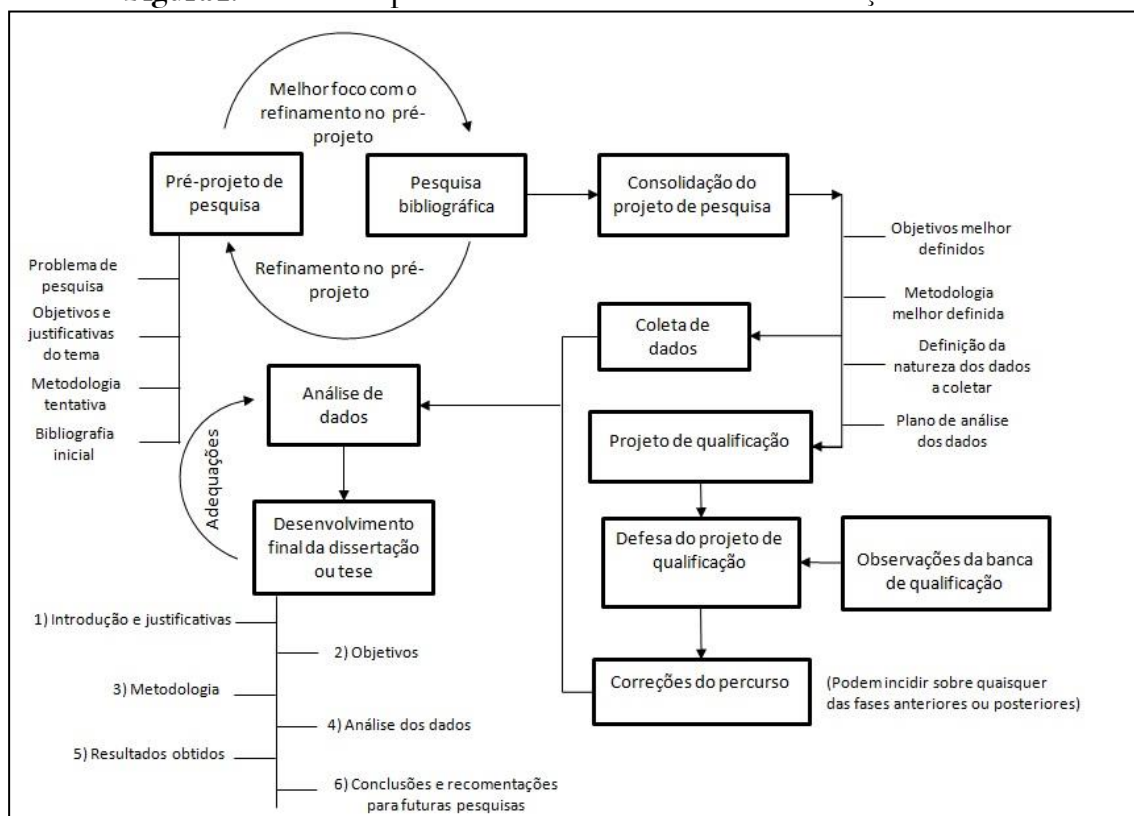 Melhor foco com o
refinamento no pré-
projeto
Pré-projeto de
pesquisa
Pesquisa
bibliográfica
Consolidação do
projeto de pesquisa
Refinamento no pré-
projeto
Problema de
pesquisa
Objetivos e
justificativas
do tema
Metodologia
tentativa
Bibliografia
inicial
Objetivos melhor
definidos
Metodologia
melhor definida
Definição da
natureza dos dados
a coletar
Plano de análise
dos dados
Coleta de
dados
Análise de
dados
Projeto de qualificação
Adequações
Desenvolvimento
final da dissertação
ou tese
Defesa do projeto de
qualificação
Observações da banca
de qualificação
Correções do percurso
(Podem incidir sobre quaisquer
das fases anteriores ou posteriores)
1) Introdução e justificativas
2) Objetivos
3) Metodologia
4) Análise dos dados
5) Resultados obtidos
6) Conclusões e recomentações
para futuras pesquisas